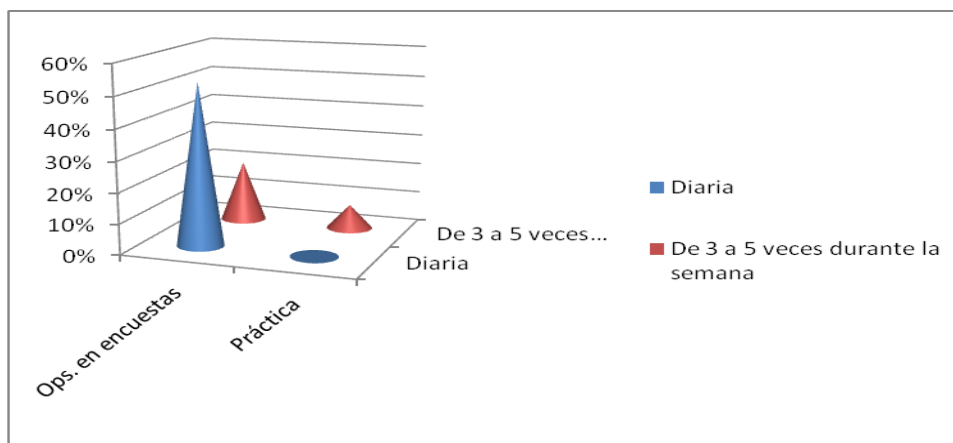 60%
50%
40%
30%
20%
10%
0%
Ops. en encuestas
Práctica
De 3 a 5 veces...
Diaria
Diaria
De 3 a 5 veces durante la
semana